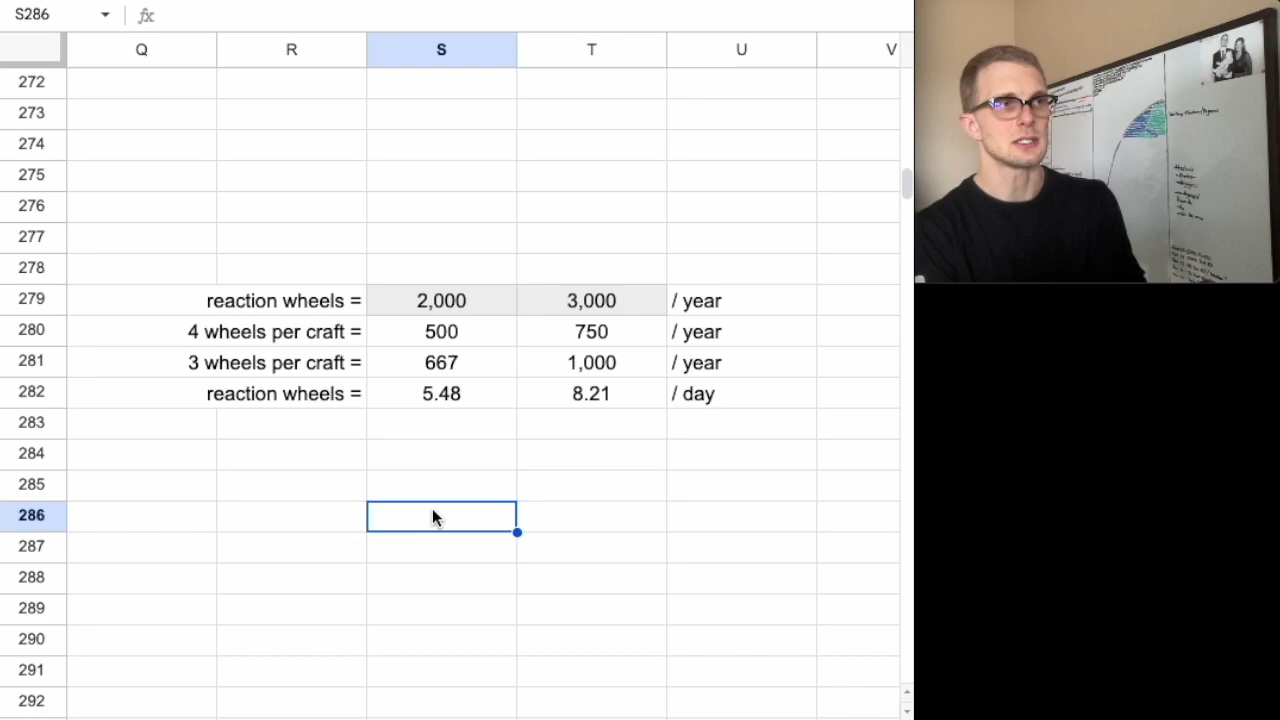 S286
fx
Q R S T U V
272
273
274
275
276
277
278
279 reaction wheels = 2,000 3,000 / year
280 4 wheels per craft = 500 750 / year
281 3 wheels per craft = 667 1,000 / year
282 reaction wheels = 5.48 8.21 / day
283
284
285
286
287
288
289
290
291
292